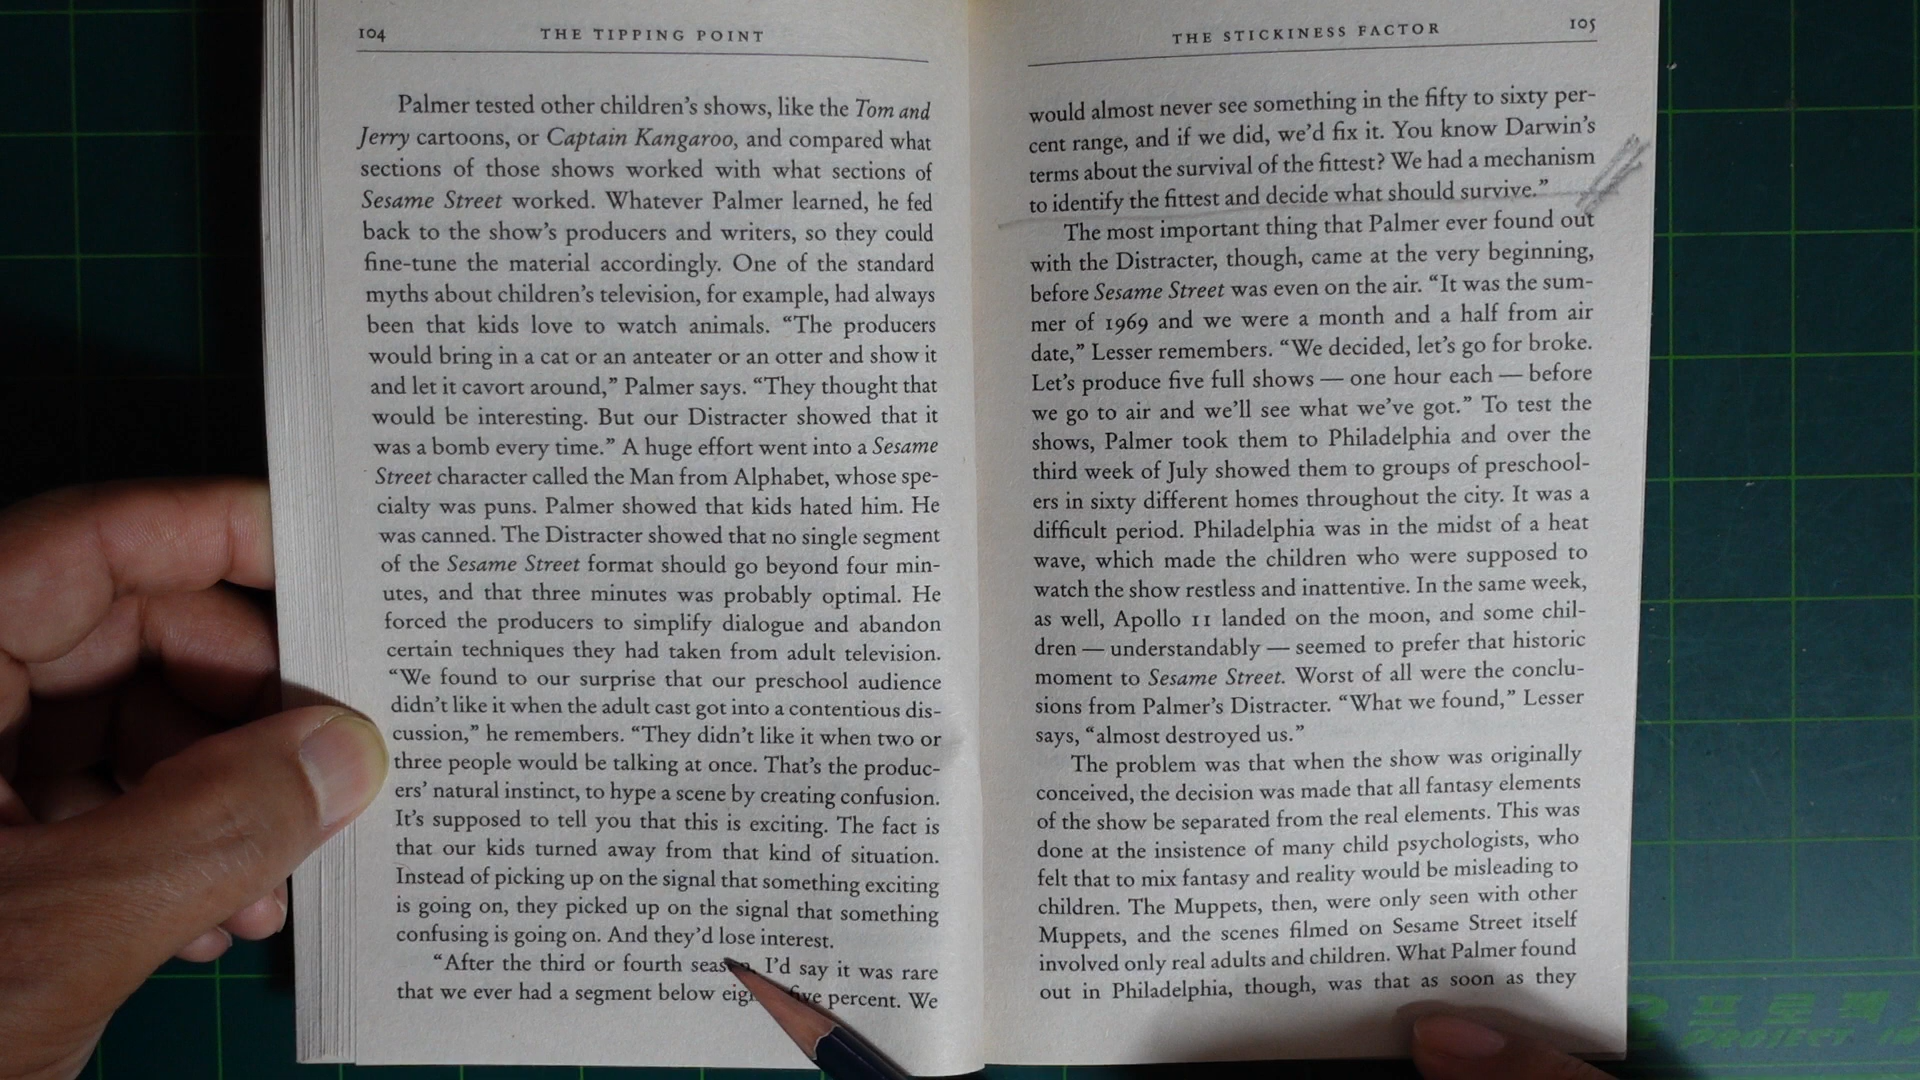 104
THE TIPPING POINT
Palmer tested other children's shows, like the Tom and
Jerry cartoons, or Captain Kangaroo, and compared what
sections of those shows worked with what sections of
Sesame Street worked. Whatever Palmer learned, he fed
back to the show's producers and writers, so they could
fine-tune the material accordingly. One of the standard
myths about children's television, for example, had always
been that kids love to watch animals. “The producers
would bring in a cat or an anteater or an otter and show it
and let it cavort around,” Palmer says. “They thought that
would be interesting. But our Distracter showed that it
was a bomb every time.” A huge effort went into a Sesame
Street character called the Man from Alphabet, whose spe-
cialty was puns. Palmer showed that kids hated him. He
was canned. The Distracter showed that no single segment
of the Sesame Street format should go beyond four min-
utes, and that three minutes was probably optimal. He
forced the producers to simplify dialogue and abandon
certain techniques they had taken from adult television.
“We found to our surprise that our preschool audience
didn't like it when the adult cast got into a contentious dis-
cussion,” he remembers. “They didn't like it when two or
three people would be talking at once. That's the produc-
ers' natural instinct, to hype a scene by creating confusion.
It's supposed to tell you that this is exciting. The fact is
that our kids turned away from that kind of situation.
Instead of picking up on the signal that something exciting
is going on, they picked up on the signal that something
confusing is going on. And they'd lose interest.
“After the third or fourth I'd say it was rare
that we ever had a segment below percent. We
THE STICKINESS FACTOR
105
would almost never see something in the fifty to sixty per-
cent range, and if we did, we'd fix it. You know Darwin's
terms about the survival of the fittest? We had a mechanism
to identify the fittest and decide what should survive.”
The most important thing that Palmer ever found out
with the Distracter, though, came at the very beginning,
before Sesame Street was even on the air. “It was the sum-
mer of 1969 and we were a month and a half from air
date,” Lesser remembers. “We decided, let's go for broke.
Let's produce five full shows — one hour each — before
we go to air and we'll see what we've got.” To test the
shows, Palmer took them to Philadelphia and over the
third week of July showed them to groups of preschool-
ers in sixty different homes throughout the city. It was a
difficult period. Philadelphia was in the midst of a heat
wave, which made the children who were supposed to
watch the show restless and inattentive. In the same week,
as well, Apollo 11 landed on the moon, and some chil-
dren — understandably — seemed to prefer that historic
moment to Sesame Street. Worst of all were the conclu-
sions from Palmer's Distracter. “What we found,” Lesser
says, “almost destroyed us.”
The problem was that when the show was originally
conceived, the decision was made that all fantasy elements
of the show be separated from the real elements. This was
done at the insistence of many child psychologists, who
felt that to mix fantasy and reality would be misleading to
children. The Muppets, then, were only seen with other
Muppets, and the scenes filmed on Sesame Street itself
involved only real adults and children. What Palmer found
out in Philadelphia, though, was that as soon as they
프로젝
PROJECT